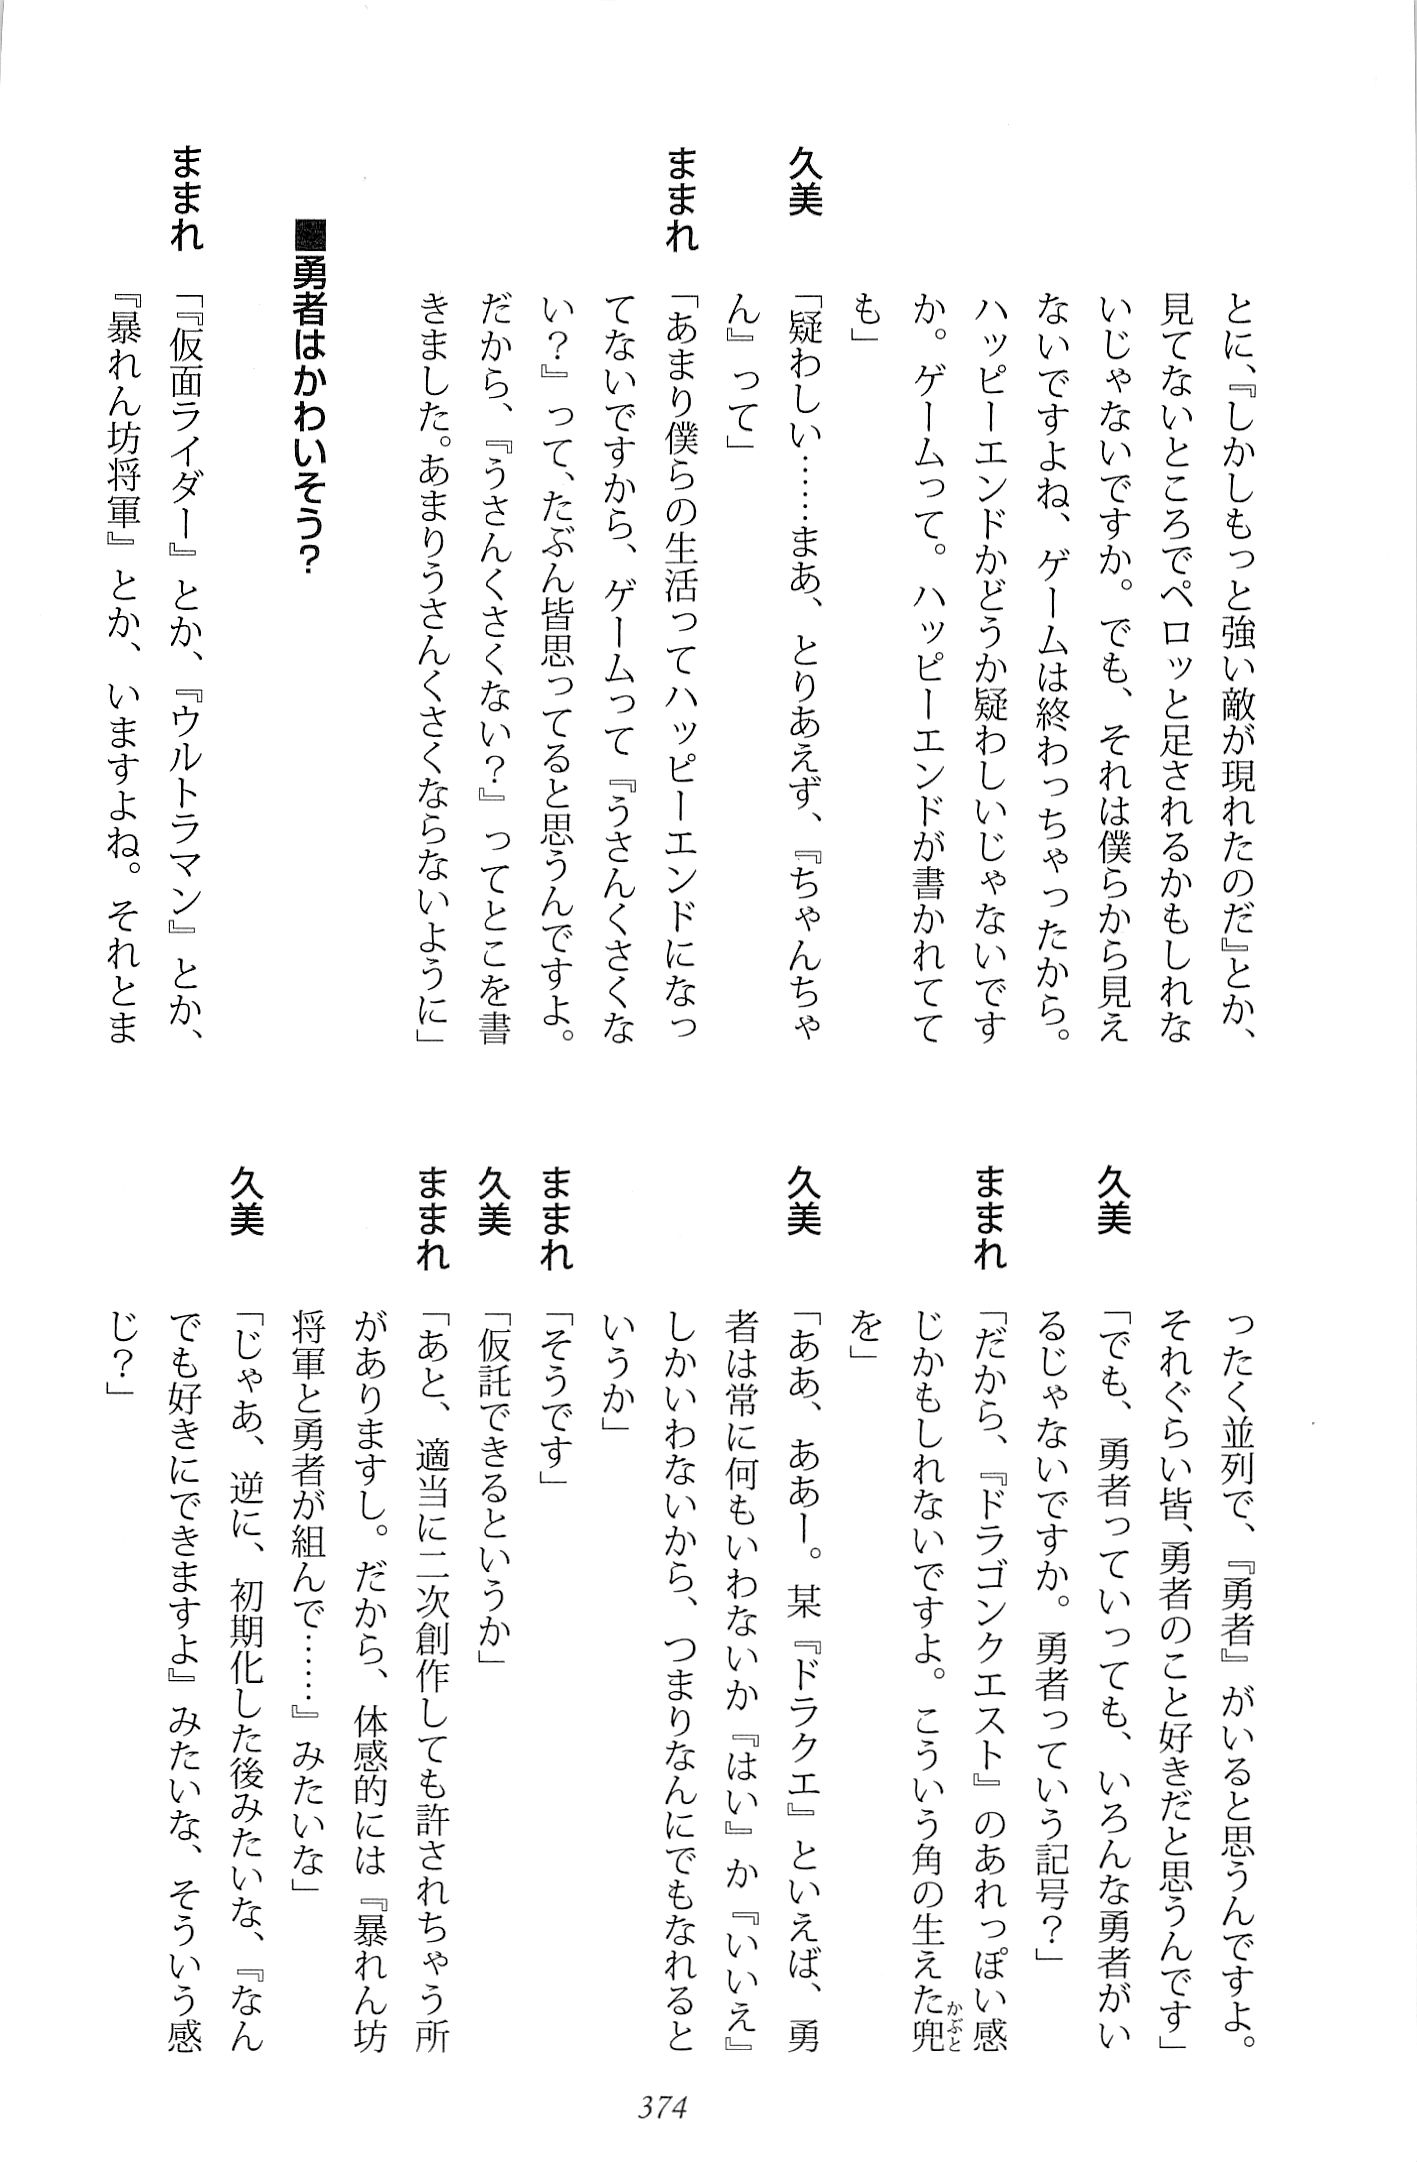 とに、『しかしもっと強い敵が現れたのだ』とか、
見てないところでペロッと足されるかもしれな
いじゃないですか。でも、それは僕らから見え
ないですよね、ゲームは終わっちゃったから。
ハッピーエンドかどうか疑わしいじゃないです
か。ゲームって。ハッピーエンドが書かれてて
も」
久美 「疑わしい……まあ、とりあえず、『ちゃんちゃ
ん』って」
ままれ 「あまり僕らの生活ってハッピーエンドになっ
てないですから、ゲームって『うさんくさくな
い？』って、たぶん皆思ってると思うんですよ。
だから、『うさんくさくない？』ってとこを書
きました。あまりうさんくさくならないように」
■勇者はかわいそう？
ままれ 「『仮面ライダー』とか、『ウルトラマン』とか、
『暴れん坊将軍』とか、いますよね。それとま
ったく並列で、『勇者』がいると思うんですよ。
それぐらい皆、勇者のこと好きだと思うんです」
久美 「でも、勇者っていっても、いろんな勇者がい
るじゃないですか。勇者っていう記号？」
ままれ 「だから、『ドラゴンクエスト』のあれっぽい感
じかもしれないですよ。こういう角の生えた兜かぶと
を」
久美 「ああ、ああー。某『ドラクエ』といえば、勇
者は常に何もいわないか『はい』か『いいえ』
しかいわないから、つまりなんにでもなれると
いうか」
ままれ 「そうです」
久美 「仮託できるというか」
ままれ 「あと、適当に二次創作しても許されちゃう所
がありますし。だから、体感的には『暴れん坊
将軍と勇者が組んで……』みたいな」
久美 「じゃあ、逆に、初期化した後みたいな、『なん
でも好きにできますよ』みたいな、そういう感
じ？」
374